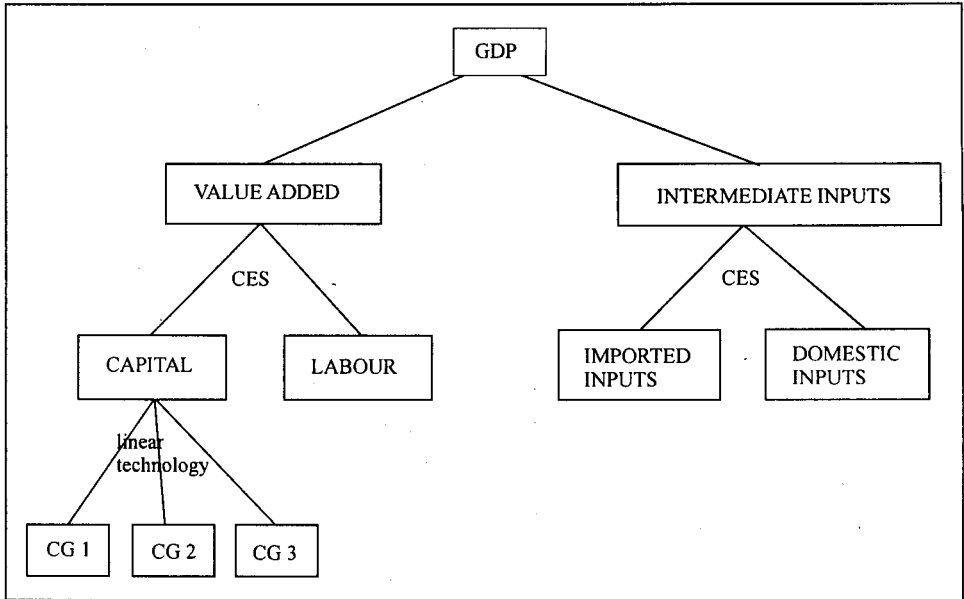 GDP
VALUE ADDED
INTERMEDIATE INPUTS
CES
CES
CAPITAL
LABOUR
IMPORTED
INPUTS
DOMESTIC
INPUTS
linear
technology
CG 1
CG 2
CG 3